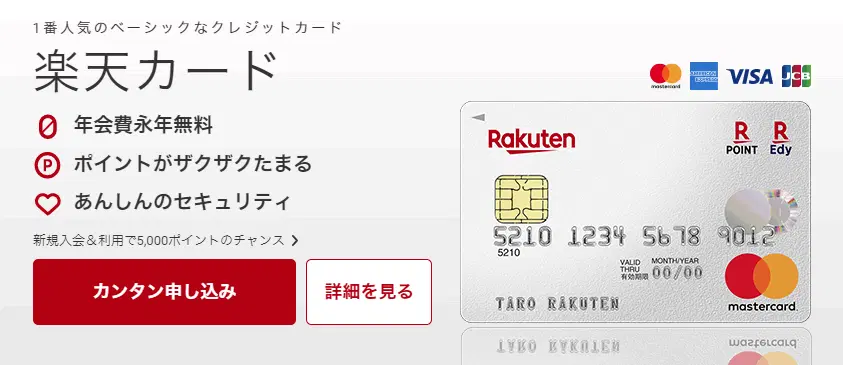 1番人気のベーシックなクレジットカード
楽天カード
年会費永年無料
ポイントがザクザクたまる
あんしんのセキュリティ
新規入会＆利用で5,000ポイントのチャンス
カンタン申し込み
詳細を見る
mastercard
AMERICAN EXPRESS
VISA
JCB
Rakuten
R POINT
R Edy
5210 1234 5678 9012
5210
VALID THRU 有効期限
MONTH/YEAR
00/00
TARO RAKUTEN
mastercard.